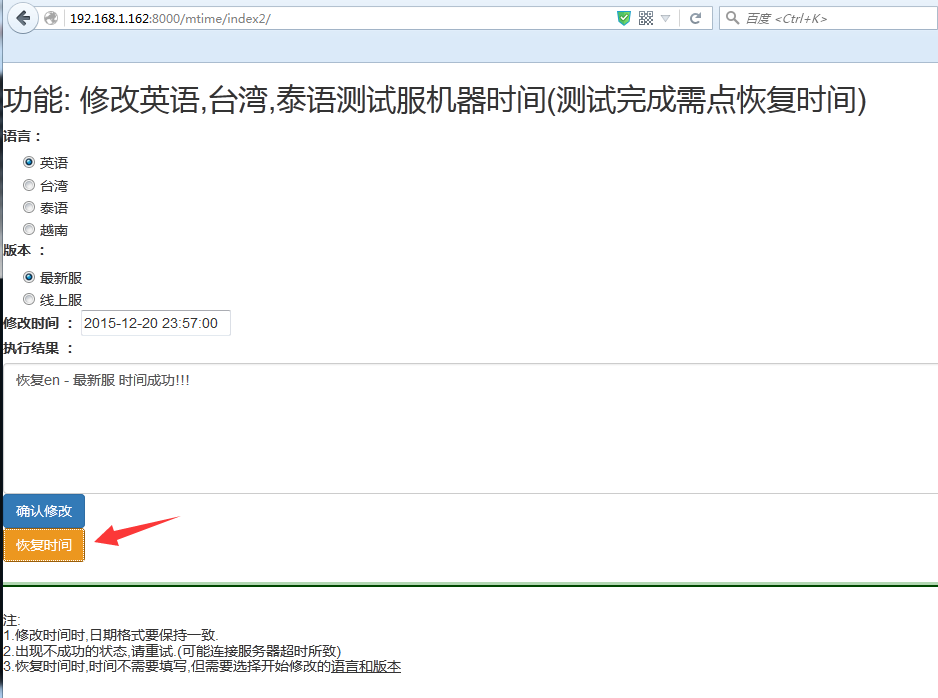 192.168.1.162:8000/mtime/index2/
百度 <Ctrl+K>
功能: 修改英语,台湾,泰语测试服机器时间(测试完成需点恢复时间)
语言：
英语
台湾
泰语
越南
版本 ：
最新服
线上服
修改时间 ： 2015-12-20 23:57:00
执行结果 ：
恢复en - 最新服 时间成功!!!
确认修改
恢复时间
注:
1.修改时间时,日期格式要保持一致.
2.出现不成功的状态,请重试.(可能连接服务器超时所致)
3.恢复时间时,时间不需要填写,但需要选择开始修改的语言和版本